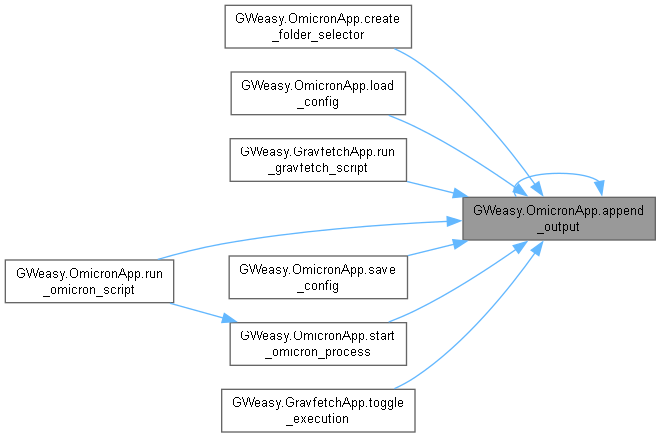 GWeasy.OmicronApp.create
_folder_selector
GWeasy.OmicronApp.load
_config
GWeasy.GravfetchApp.run
_gravfetch_script
GWeasy.OmicronApp.append
_output
GWeasy.OmicronApp.run
_omicron_script
GWeasy.OmicronApp.save
_config
GWeasy.OmicronApp.start
_omicron_process
GWeasy.GravfetchApp.toggle
_execution